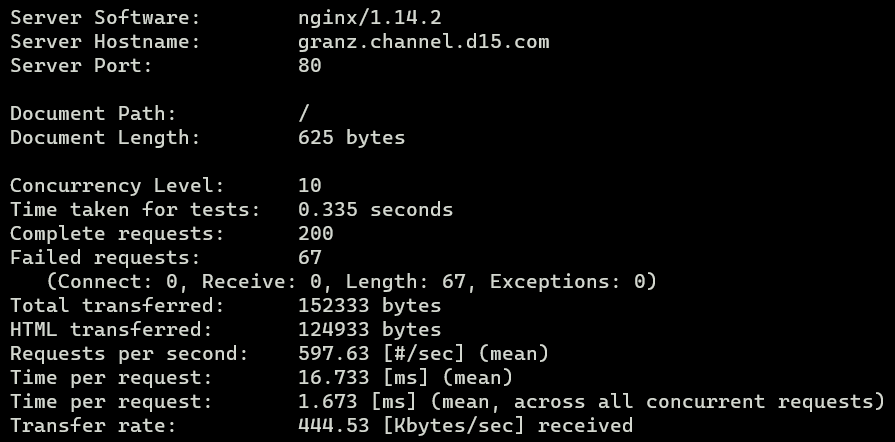 Server Software:        nginx/1.14.2
Server Hostname:        granz.channel.d15.com
Server Port:            80

Document Path:          /
Document Length:        625 bytes

Concurrency Level:      10
Time taken for tests:   0.335 seconds
Complete requests:      200
Failed requests:        67
   (Connect: 0, Receive: 0, Length: 67, Exceptions: 0)
Total transferred:      152333 bytes
HTML transferred:       124933 bytes
Requests per second:    597.63 [#/sec] (mean)
Time per request:       16.733 [ms] (mean)
Time per request:       1.673 [ms] (mean, across all concurrent requests)
Transfer rate:          444.53 [Kbytes/sec] received